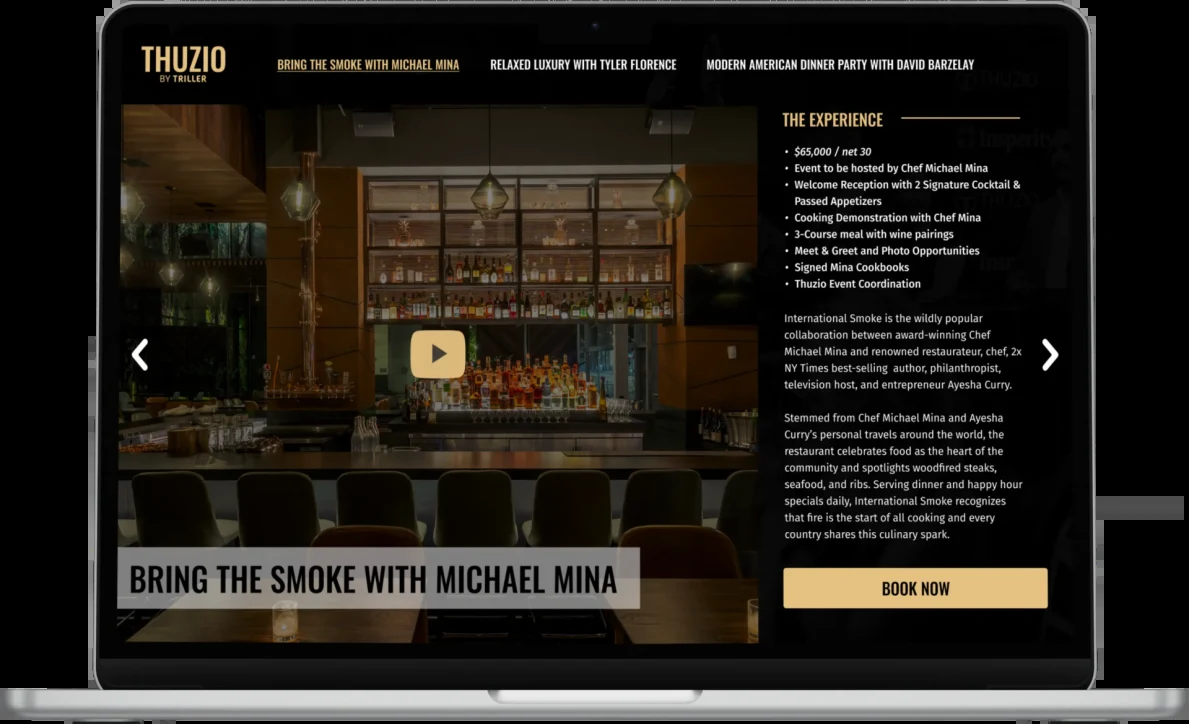 THUZIO
BY TRILLER
BRING THE SMOKE WITH MICHAEL MINA
RELAXED LUXURY WITH TYLER FLORENCE
MODERN AMERICAN DINNER PARTY WITH DAVID BARZELAY
THE EXPERIENCE
• $65,000 / net 30
• Event to be hosted by Chef Michael Mina
• Welcome Reception with 2 Signature Cocktail &
Passed Appetizers
• Cooking Demonstration with Chef Mina
• 3-Course meal with wine pairings
• Meet & Greet and Photo Opportunities
• Signed Mina Cookbooks
• Thuzio Event Coordination
International Smoke is the wildly popular
collaboration between award-winning Chef
Michael Mina and renowned restaurateur, chef, 2x
NY Times best-selling author, philanthropist,
television host, and entrepreneur Ayesha Curry.
Stemmed from Chef Michael Mina and Ayesha
Curry's personal travels around the world, the
restaurant celebrates food as the heart of the
community and spotlights woodfired steaks,
seafood, and ribs. Serving dinner and happy hour
specials daily, International Smoke recognizes
that fire is the start of all cooking and every
country shares this culinary spark.
BRING THE SMOKE WITH MICHAEL MINA
BOOK NOW